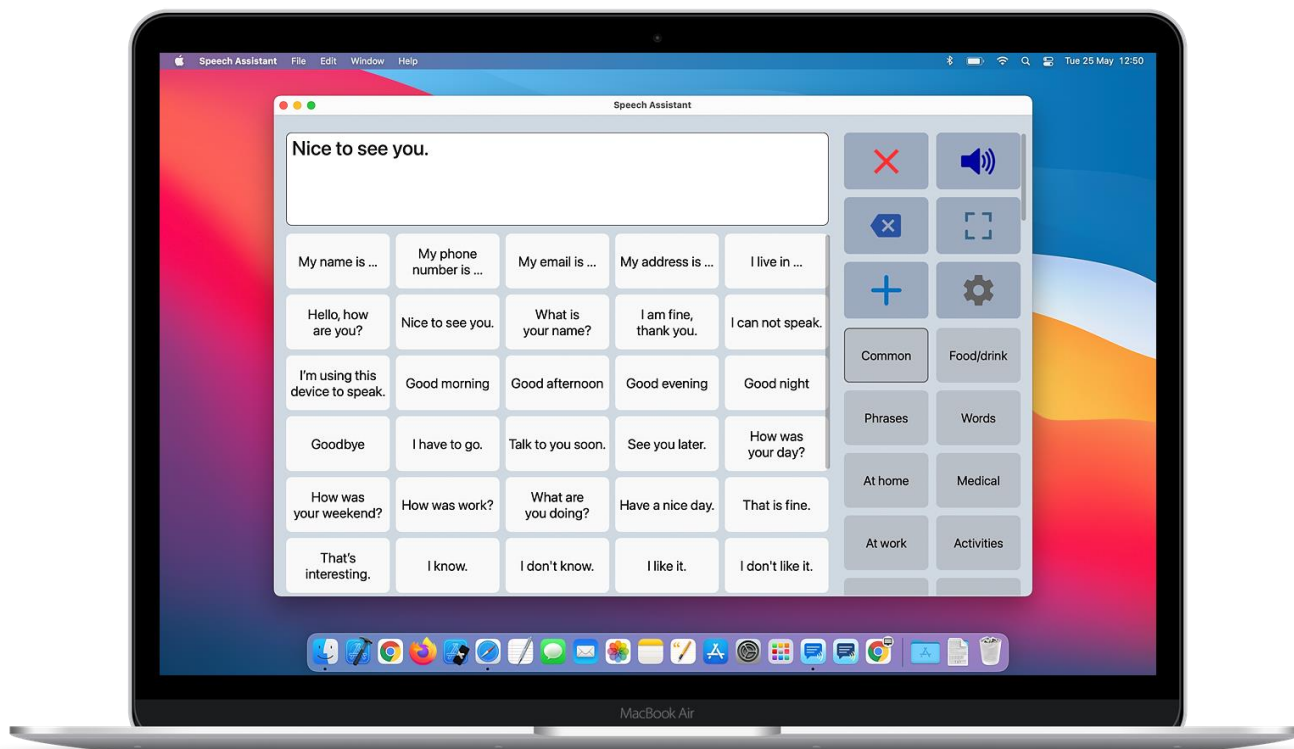 Speech Assistant File Edit Window Help Tue 25 May 12:50
Speech Assistant
Nice to see you.
My name is ...
My phone
number is ...
My email is ...
My address is ...
I live in ...
Hello, how
are you?
Nice to see you.
What is
your name?
I am fine,
thank you.
I can not speak.
I'm using this
device to speak.
Good morning
Good afternoon
Good evening
Good night
Goodbye
I have to go.
Talk to you soon.
See you later.
How was
your day?
How was
your weekend?
How was work?
What are
you doing?
Have a nice day.
That is fine.
That's
interesting.
I know.
I don't know.
I like it.
I don't like it.
Common
Food/drink
Phrases
Words
At home
Medical
At work
Activities
MacBook Air